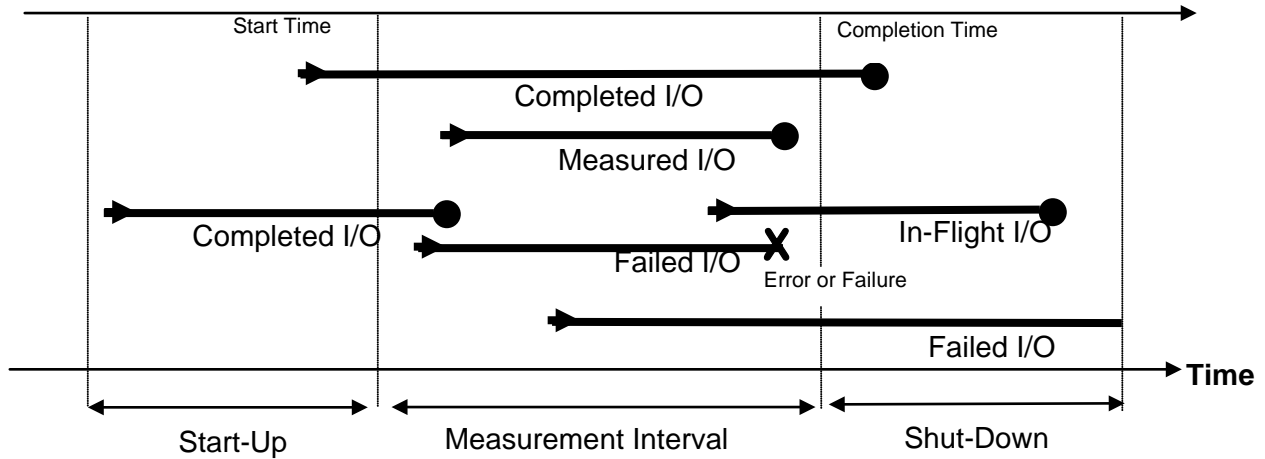 Start Time
Completion Time
Completed I/O
Measured I/O
Completed I/O
In-Flight I/O
Failed I/O
Error or Failure
Failed I/O
Time
Start-Up
Measurement Interval
Shut-Down